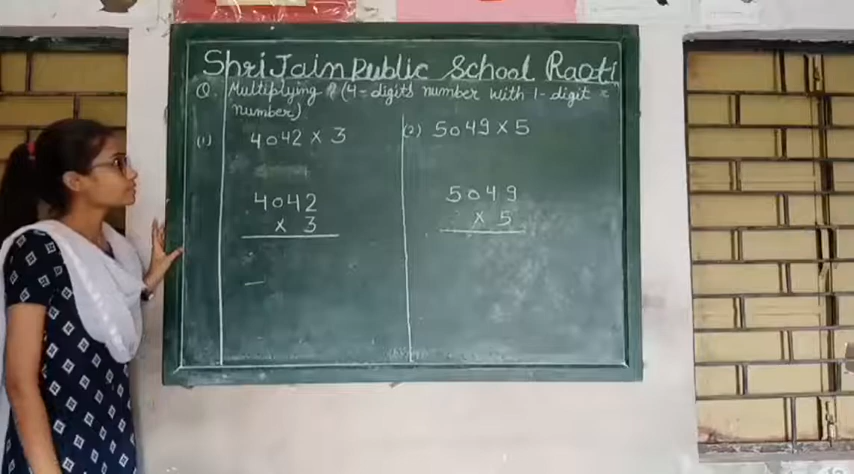 Shri Jain Public School Raoti
Q. Multiplying (4-digits number with 1-digit
number)
(1) 4042 × 3
4042
× 3
(2) 5049 × 5
5049
× 5